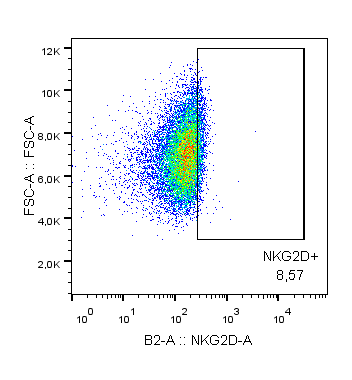 12K
10K
8,0K
6,0K
4,0K
2,0K
FSC-A :: FSC-A
NKG2D+
8,57
10^0 10^1 10^2 10^3 10^4
B2-A :: NKG2D-A